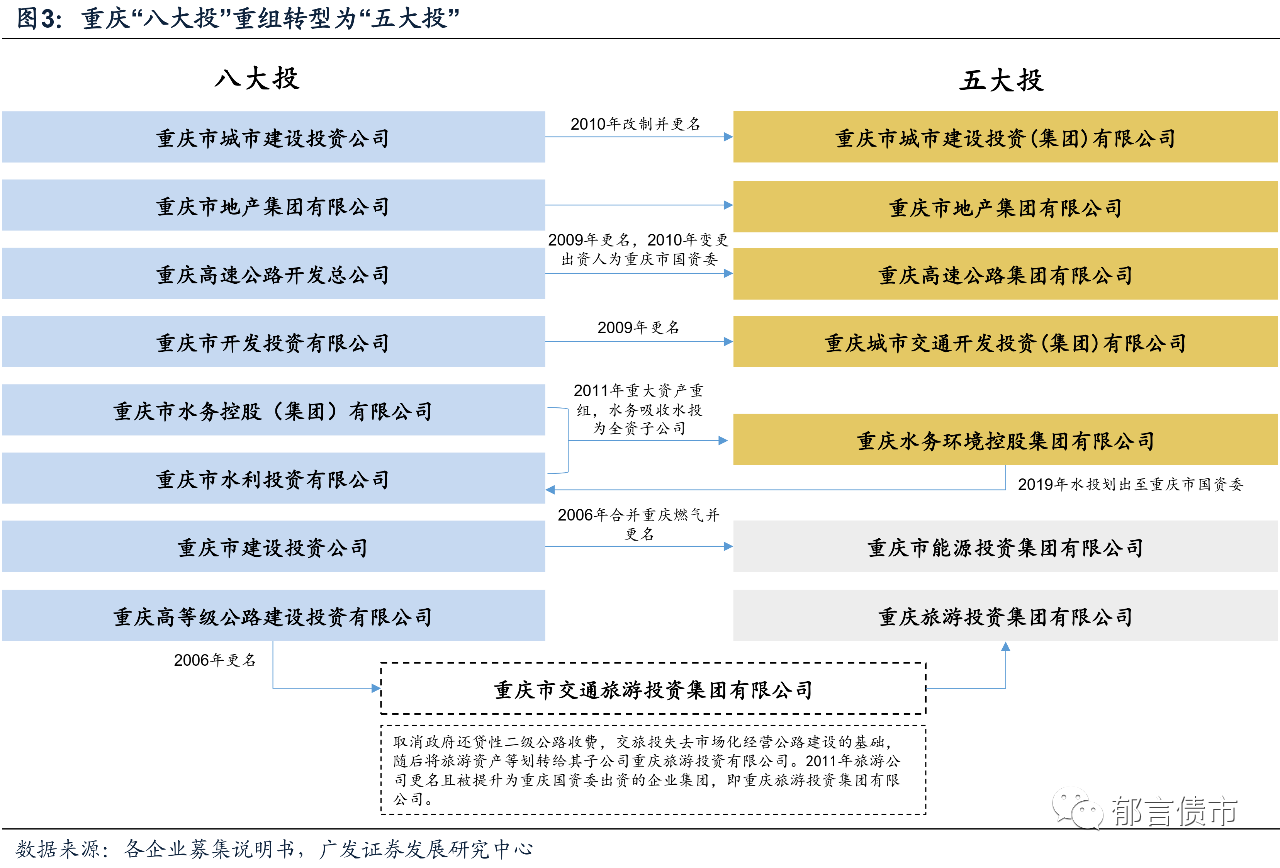 图3：重庆“八大投”重组转型为“五大投”
八大投
五大投
重庆市城市建设投资公司
2010年改制并更名
重庆市城市建设投资(集团)有限公司
重庆市地产集团有限公司
重庆市地产集团有限公司
重庆高速公路开发总公司
2009年更名，2010年变更
出资人为重庆市国资委
重庆高速公路集团有限公司
重庆市开发投资有限公司
2009年更名
重庆城市交通开发投资(集团)有限公司
重庆市水务控股（集团）有限公司
2011年重大资产重
组，水务吸收水投
为全资子公司
重庆水务环境控股集团有限公司
重庆市水利投资有限公司
2019年水投划出至重庆市国资委
重庆市建设投资公司
2006年合并重庆燃气并
更名
重庆市能源投资集团有限公司
重庆高等级公路建设投资有限公司
重庆旅游投资集团有限公司
2006年更名
重庆市交通旅游投资集团有限公司
取消政府还贷性二级公路收费，交旅投失去市场化经营公路建设的基础，
随后将旅游资产等划转给其子公司重庆旅游投资有限公司。2011年旅游公
司更名且被提升为重庆国资委出资的企业集团，即重庆旅游投资集团有限
公司。
郁言债市
数据来源：各企业募集说明书，广发证券发展研究中心